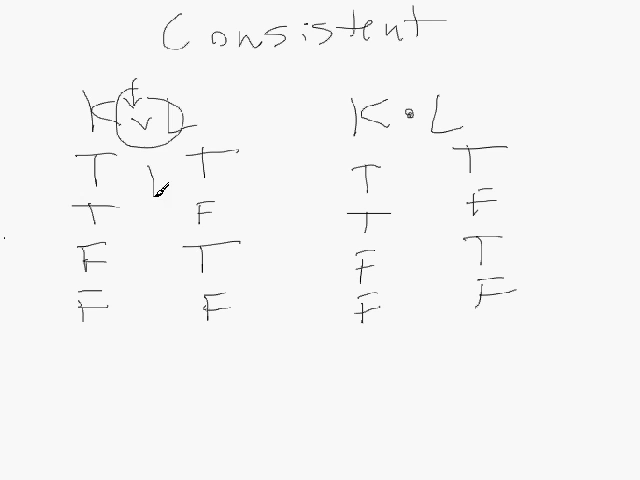 Consistent
K v L K • L
T T T T
T F T F
F T F T
F F F F